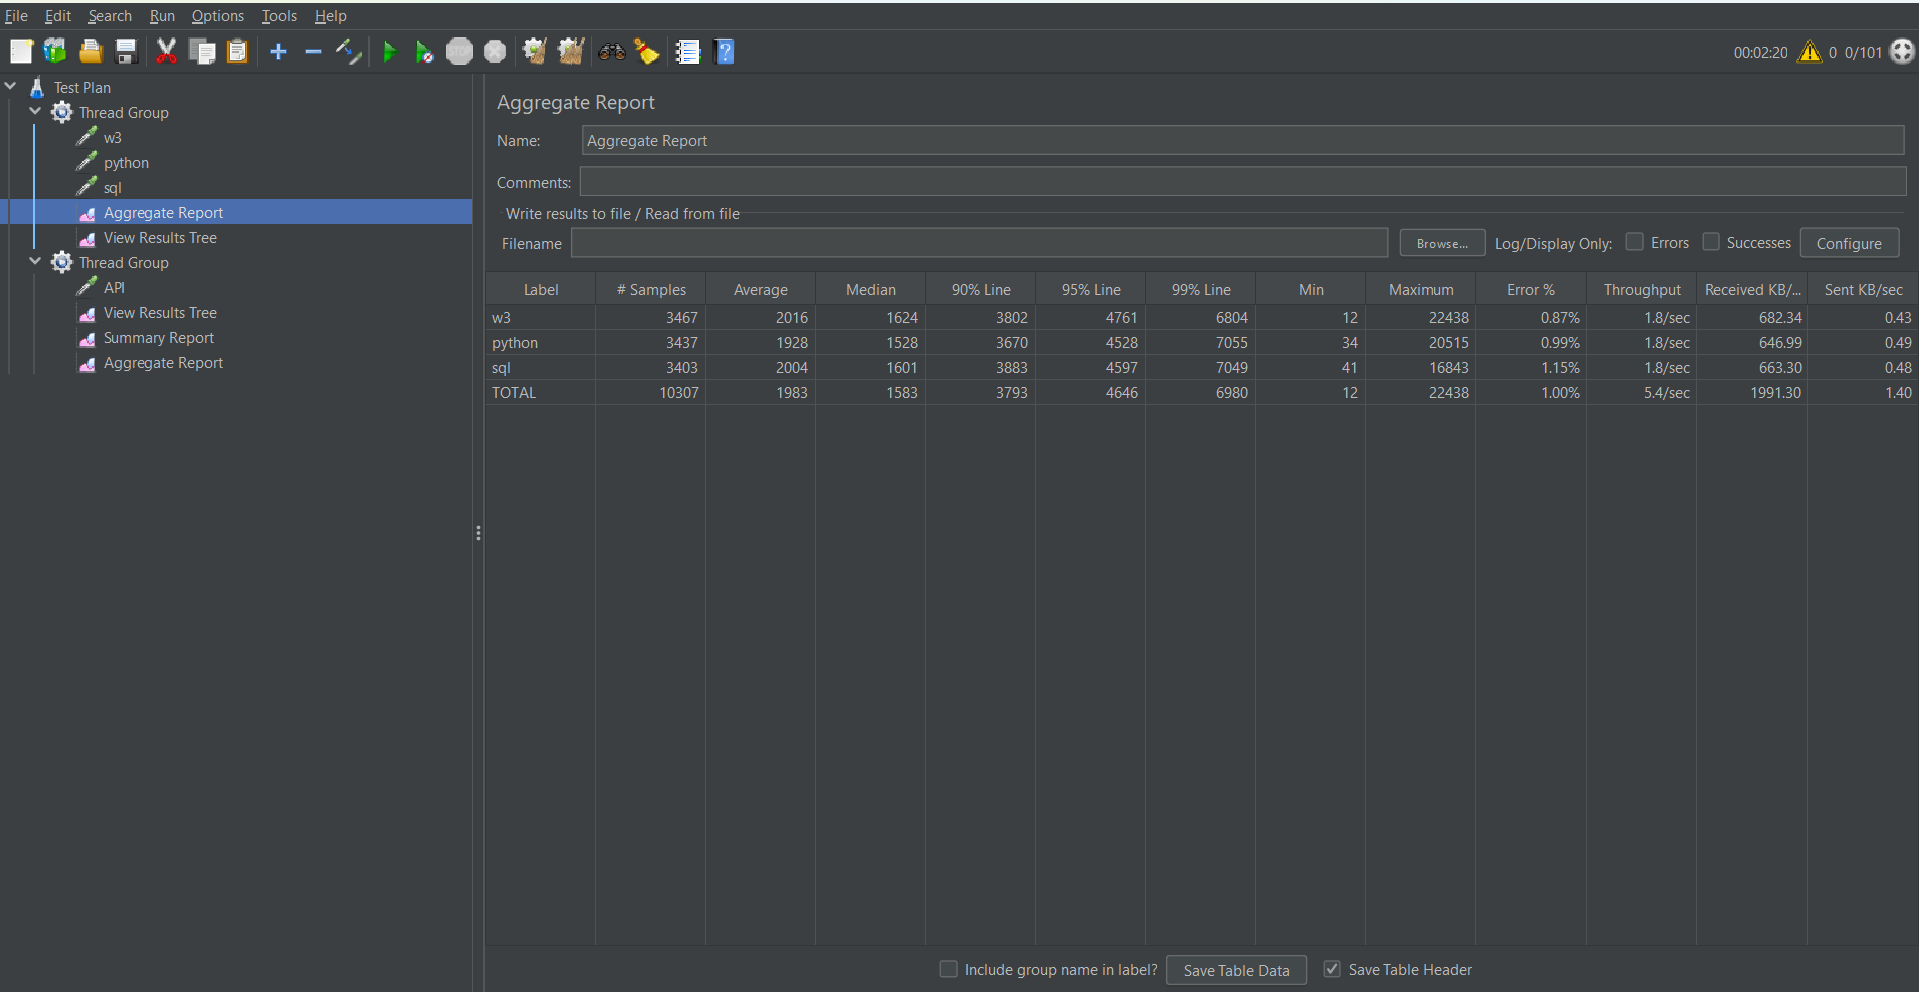 File Edit Search Run Options Tools Help
STOP
00:02:20 0 0/101
Test Plan
Thread Group
w3
python
sql
Aggregate Report
View Results Tree
Thread Group
API
View Results Tree
Summary Report
Aggregate Report
Aggregate Report
Name: Aggregate Report
Comments:
Write results to file / Read from file
Filename Browse... Log/Display Only: Errors Successes Configure
Label # Samples Average Median 90% Line 95% Line 99% Line Min Maximum Error % Throughput Received KB/... Sent KB/sec
w3 3467 2016 1624 3802 4761 6804 12 22438 0.87% 1.8/sec 682.34 0.43
python 3437 1928 1528 3670 4528 7055 34 20515 0.99% 1.8/sec 646.99 0.49
sql 3403 2004 1601 3883 4597 7049 41 16843 1.15% 1.8/sec 663.30 0.48
TOTAL 10307 1983 1583 3793 4646 6980 12 22438 1.00% 5.4/sec 1991.30 1.40
Include group name in label? Save Table Data Save Table Header